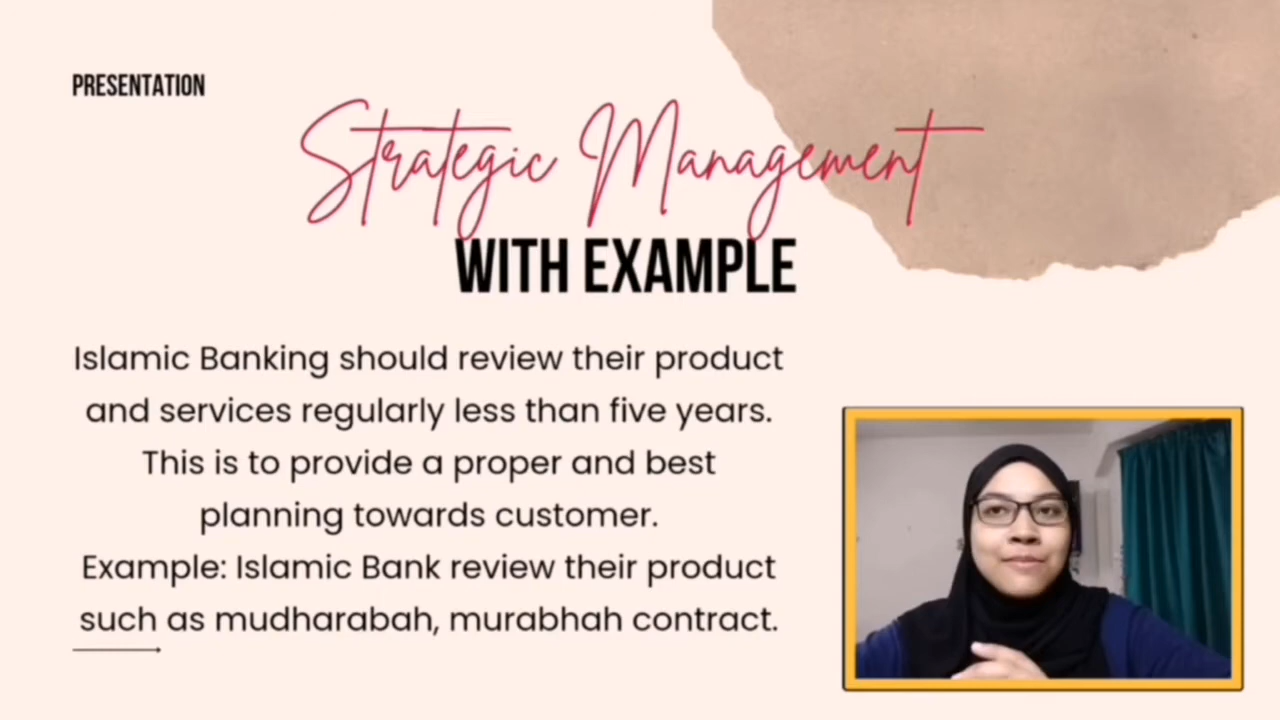 PRESENTATION
Strategic Management
WITH EXAMPLE
Islamic Banking should review their product
and services regularly less than five years.
This is to provide a proper and best
planning towards customer.
Example: Islamic Bank review their product
such as mudharabah, murabhah contract.